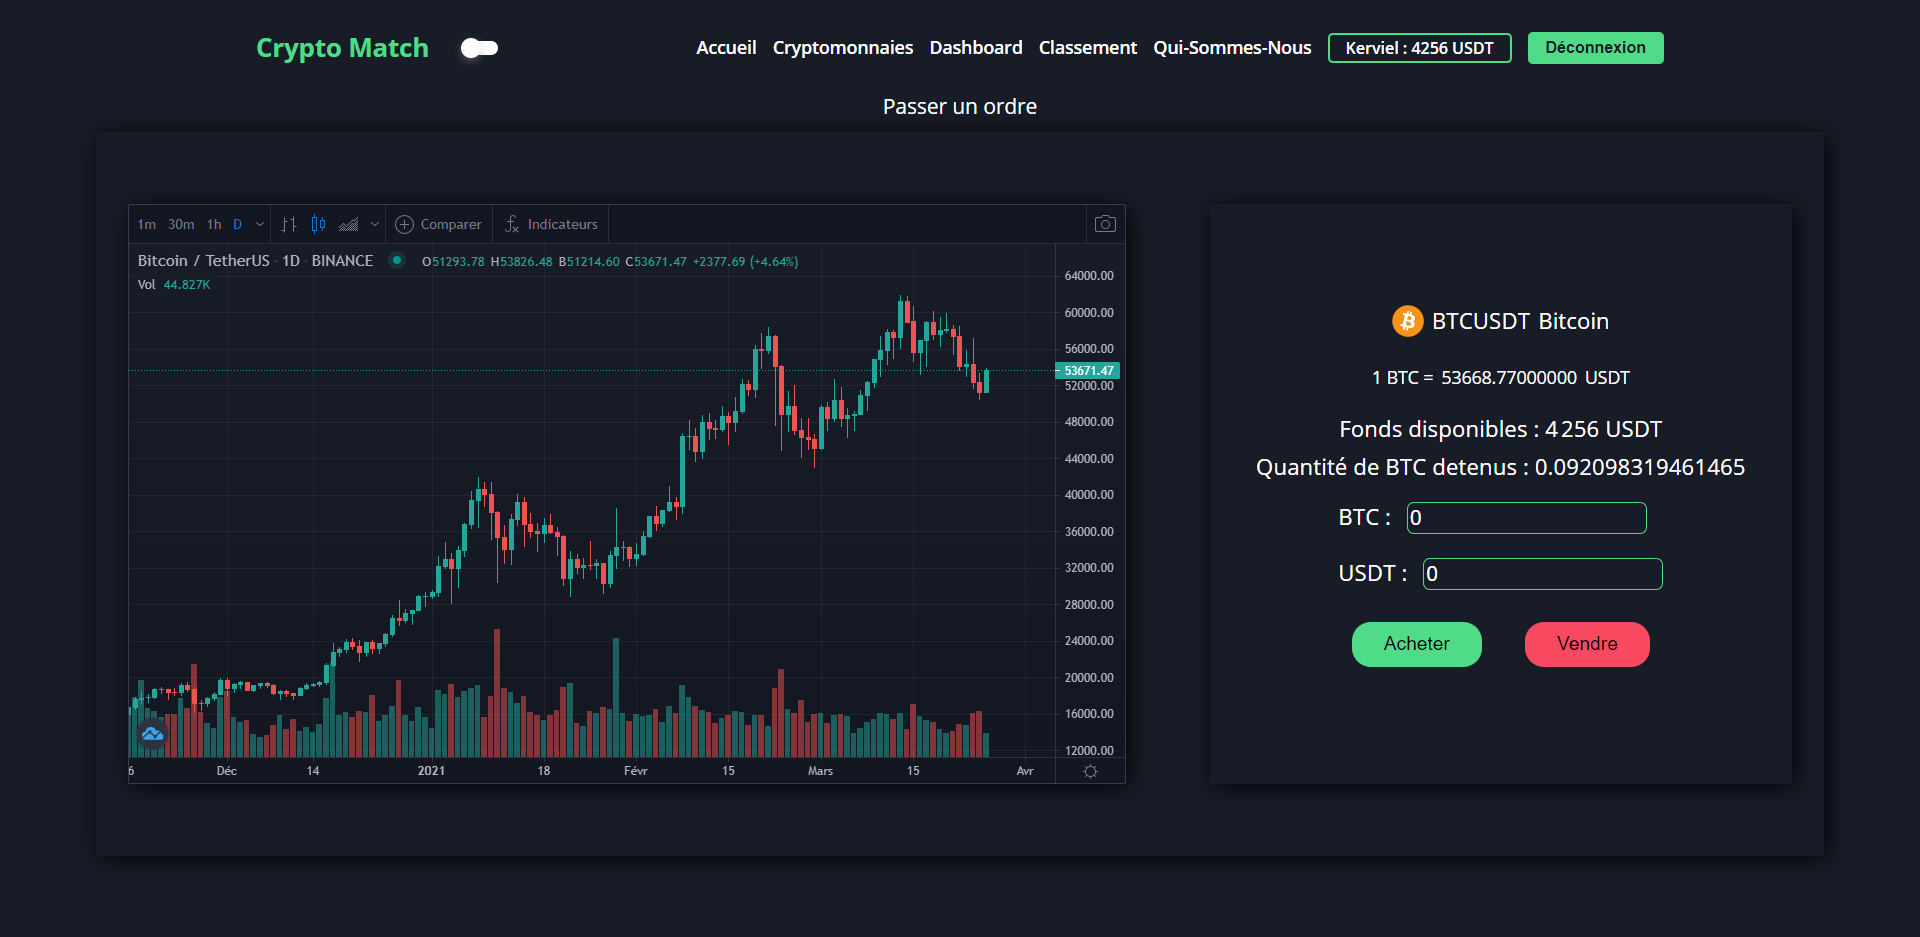 Crypto Match
Accueil Cryptomonnaies Dashboard Classement Qui-Sommes-Nous Kerviel : 4256 USDT Déconnexion
Passer un ordre
1m 30m 1h D Comparer Indicateurs
Bitcoin / TetherUS · 1D · BINANCE O51293.78 H53826.48 B51214.60 C53671.47 +2377.69 (+4.64%)
Vol 44.827K
64000.00
60000.00
56000.00
53671.47
52000.00
48000.00
44000.00
40000.00
36000.00
32000.00
28000.00
24000.00
20000.00
16000.00
12000.00
6 Déc 14 2021 18 Févr 15 Mars 15 Avr
BTCUSDT Bitcoin
1 BTC = 53668.77000000 USDT
Fonds disponibles : 4 256 USDT
Quantité de BTC detenus : 0.092098319461465
BTC : 0
USDT : 0
Acheter Vendre